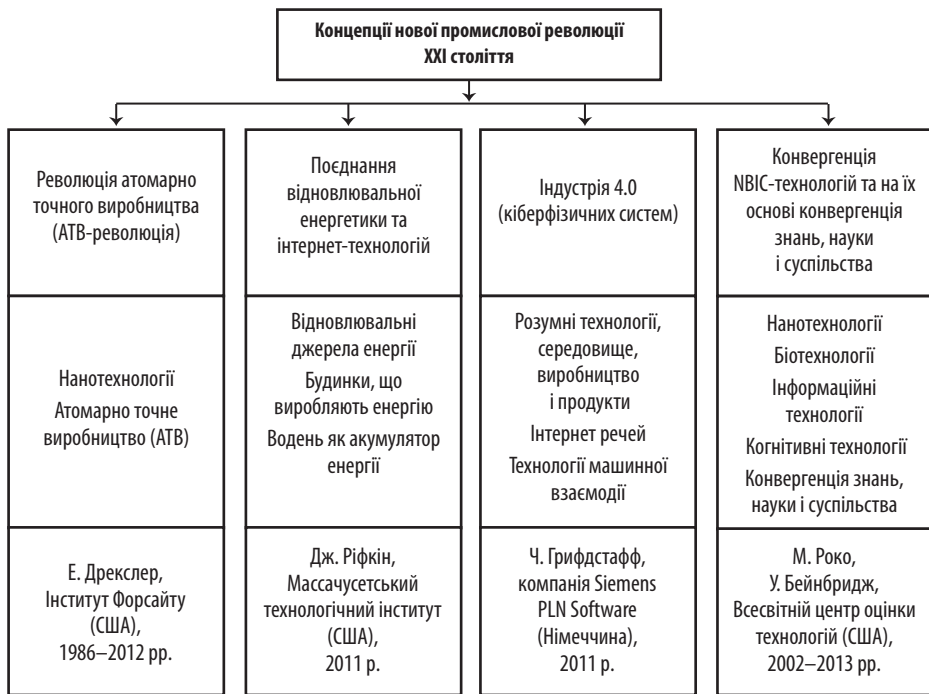 Концепції нової промислової революції
XXI століття
Революція атомарно
точного виробництва
(АТВ-революція)
Поєднання
відновлювальної
енергетики та
інтернет-технологій
Індустрія 4.0
(кіберфізичних систем)
Конвергенція
NBIC-технологій та на їх
основі конвергенція
знань, науки
і суспільства
Нанотехнології
Атомарно точне
виробництво (АТВ)
Відновлювальні
джерела енергії
Будинки, що
виробляють енергію
Водень як акумулятор
енергії
Розумні технології,
середовище,
виробництво
і продукти
Інтернет речей
Технології машинної
взаємодії
Нанотехнології
Біотехнології
Інформаційні
технології
Когнітивні технології
Конвергенція знань,
науки і суспільства
Е. Дрекслер,
Інститут Форсайту
(США),
1986–2012 рр.
Дж. Ріфкін,
Массачусетський
технологічний інститут
(США),
2011 р.
Ч. Грифдстафф,
компанія Siemens
PLN Software
(Німеччина),
2011 р.
М. Роко,
У. Бейнбридж,
Всесвітній центр оцінки
технологій (США),
2002–2013 рр.